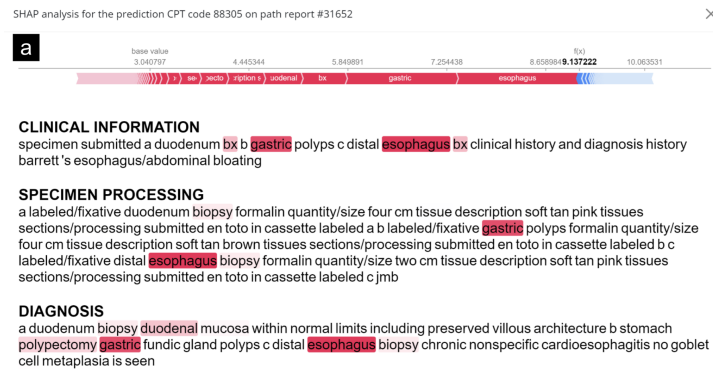 SHAP analysis for the prediction CPT code 88305 on path report #31652
a
base value
f(x)
3.040797 4.445344 5.849891 7.254438 8.658984 9.137222 10.063531
se ecto ription s uodenal bx gastric esophagus
CLINICAL INFORMATION
specimen submitted a duodenum bx b gastric polyps c distal esophagus bx clinical history and diagnosis history
barrett 's esophagus/abdominal bloating
SPECIMEN PROCESSING
a labeled/fixative duodenum biopsy formalin quantity/size four cm tissue description soft tan pink tissues
sections/processing submitted en toto in cassette labeled a b labeled/fixative gastric polyps formalin quantity/size
four cm tissue description soft tan brown tissues sections/processing submitted en toto in cassette labeled b c
labeled/fixative distal esophagus biopsy formalin quantity/size two cm tissue description soft tan pink tissues
sections/processing submitted en toto in cassette labeled c jmb
DIAGNOSIS
a duodenum biopsy duodenal mucosa within normal limits including preserved villous architecture b stomach
polypectomy gastric fundic gland polyps c distal esophagus biopsy chronic nonspecific cardioesophagitis no goblet
cell metaplasia is seen